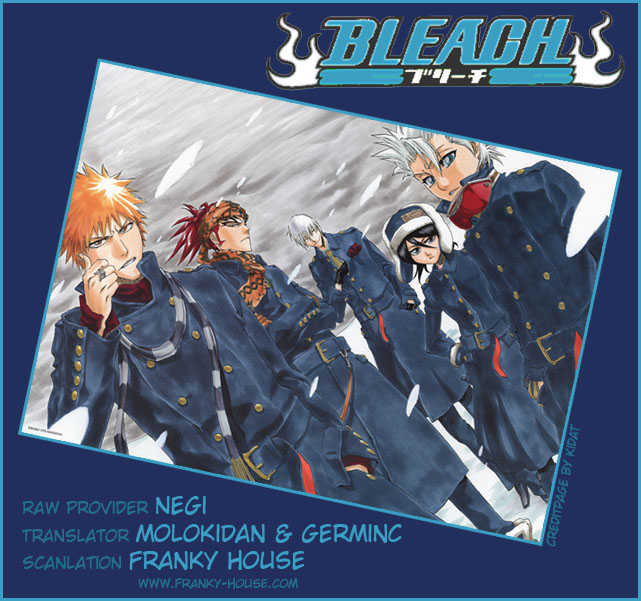 BLEACH
ブリーチ
CREDITPAGE BY KIDAT
RAW PROVIDER NEGI
TRANSLATOR MOLOKIDAN & GERMINC
SCANLATION FRANKY HOUSE
WWW.FRANKY-HOUSE.COM